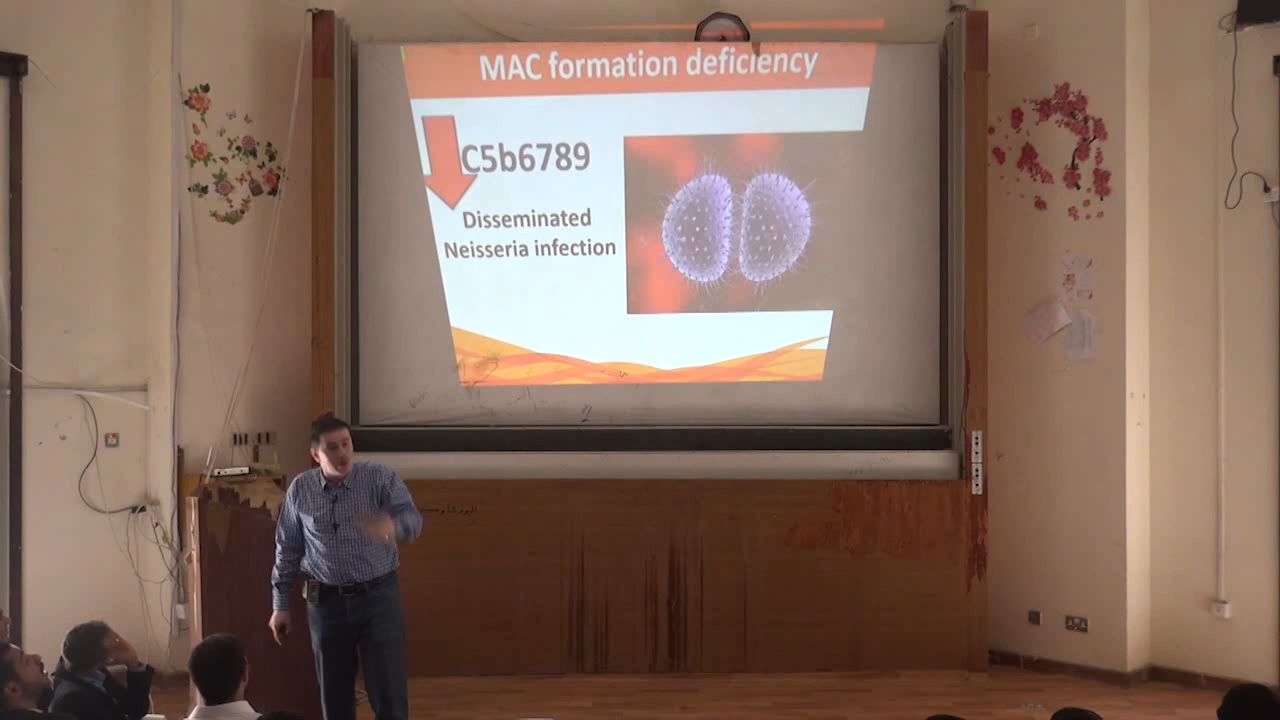 MAC formation deficiency
C5b6789
Disseminated
Neisseria infection